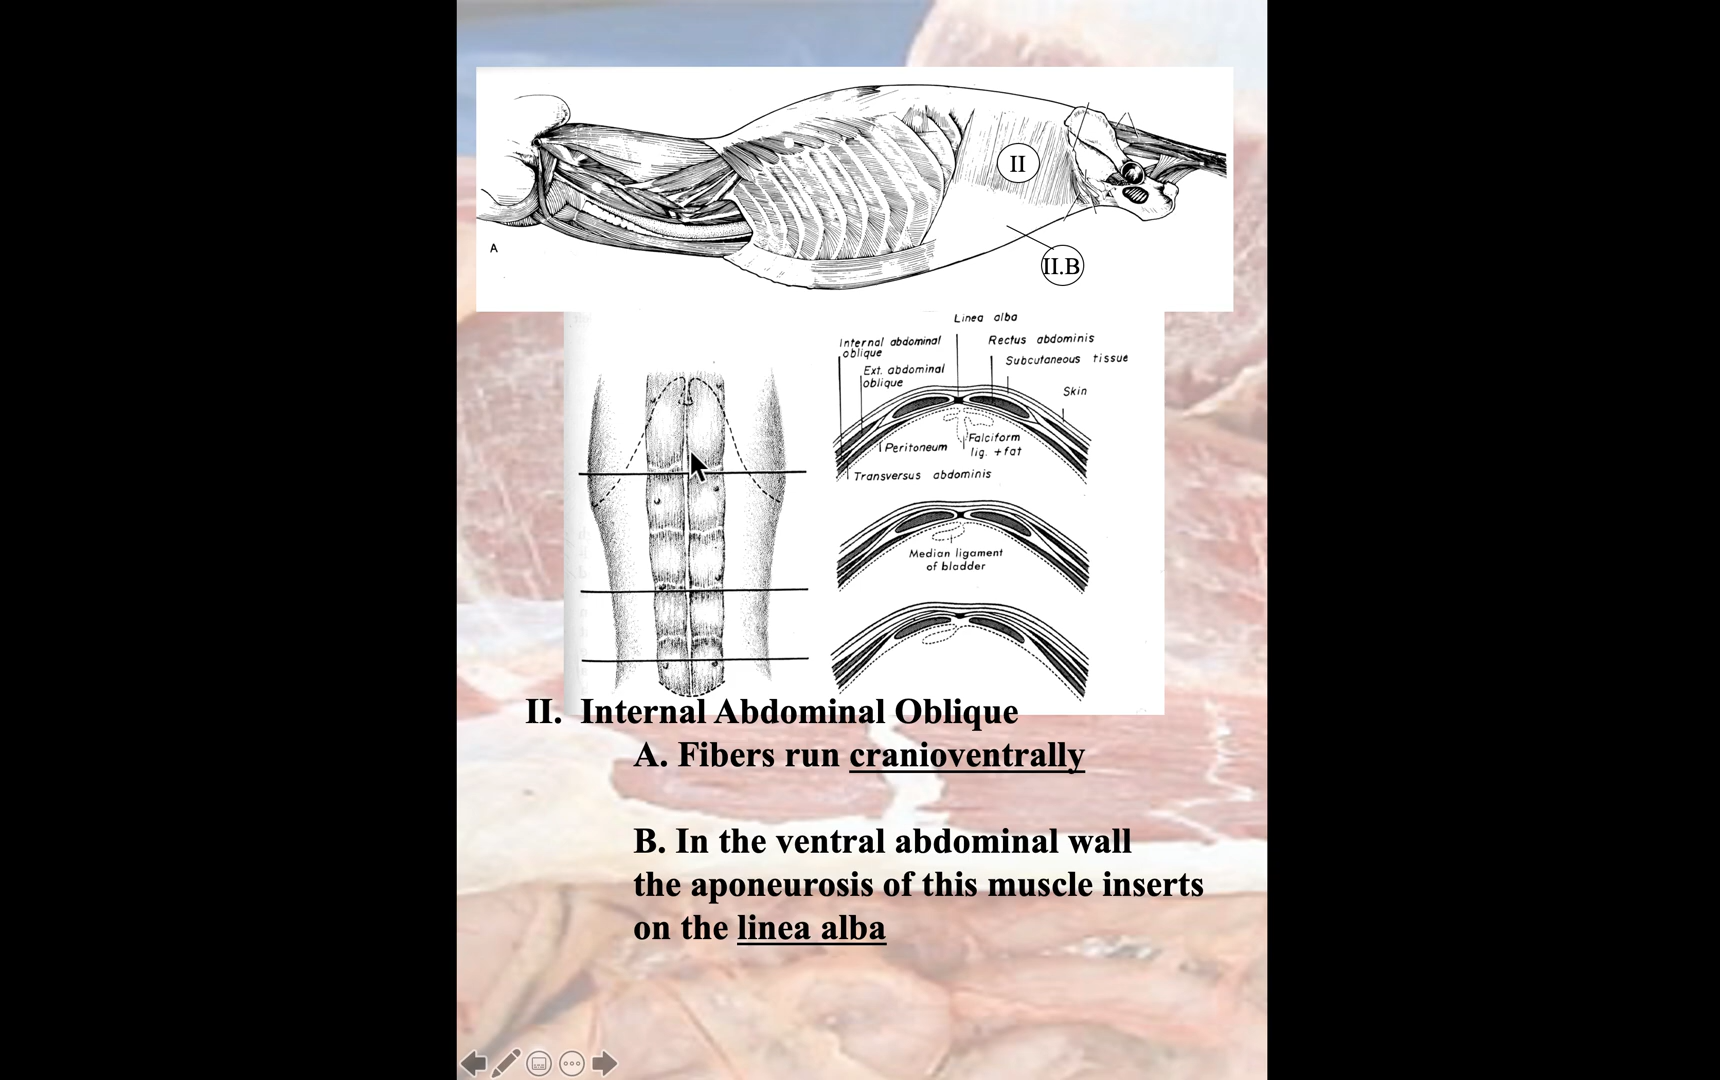 II
A
II.B
Linea alba
Internal abdominal
oblique
Rectus abdominis
Subcutaneous tissue
Ext. abdominal
oblique
Skin
Peritoneum
Falciform
lig. + fat
Transversus abdominis
Median ligament
of bladder
II. Internal Abdominal Oblique
A. Fibers run cranioventrally
B. In the ventral abdominal wall
the aponeurosis of this muscle inserts
on the linea alba